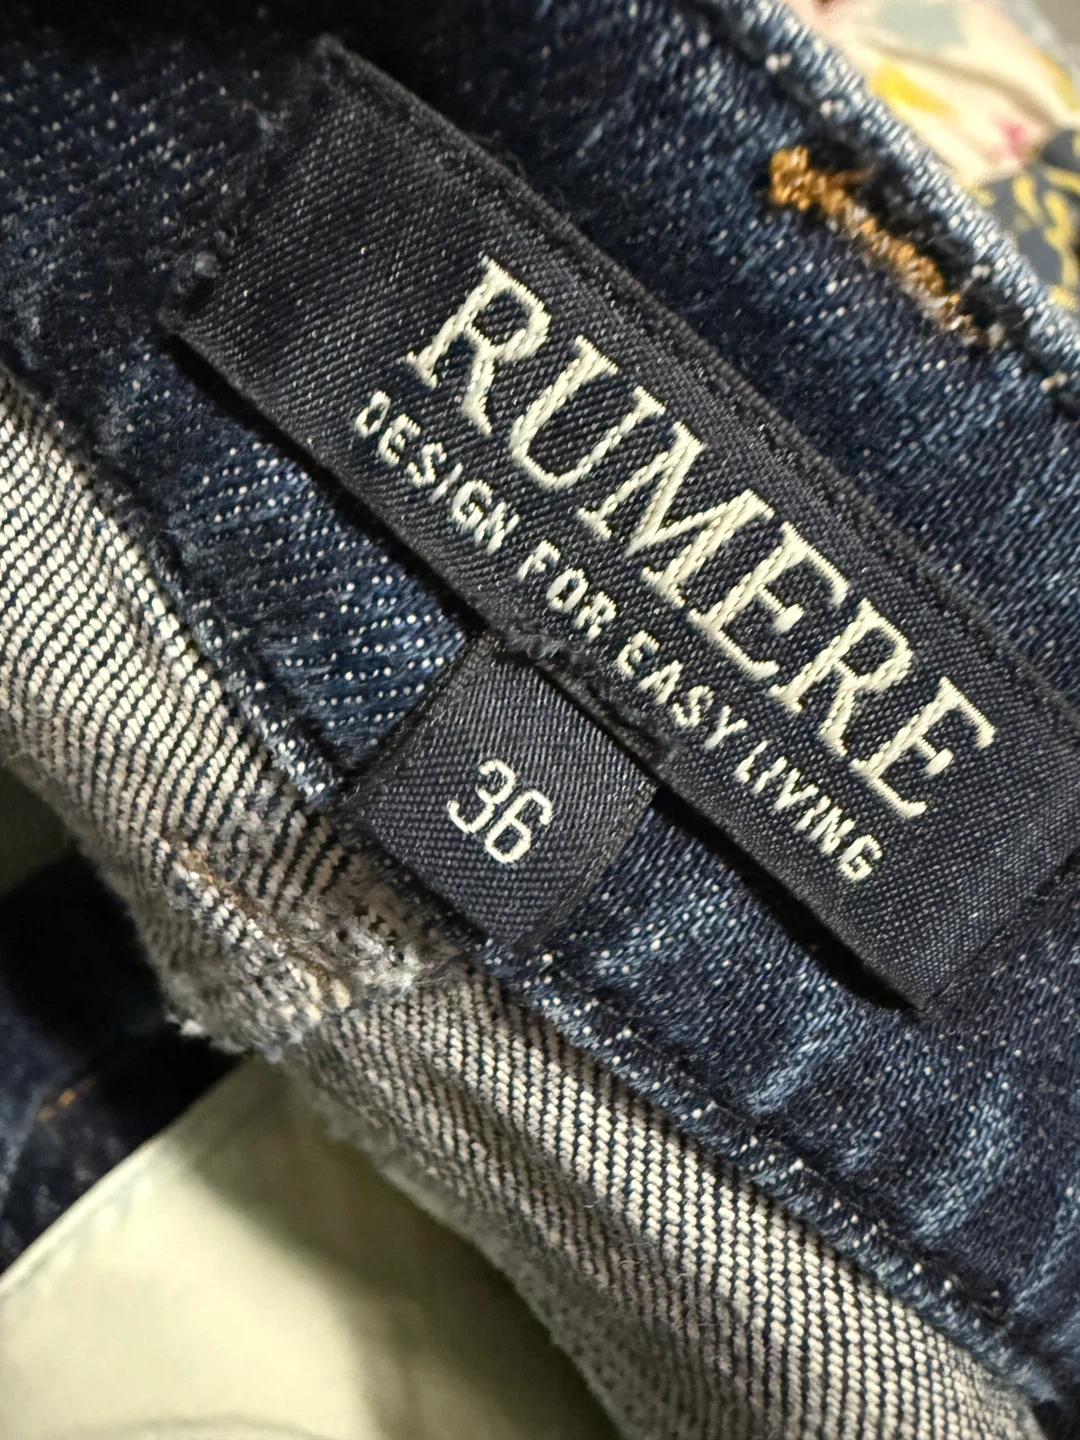 RUMERE
DESIGN FOR EASY LIVING
36